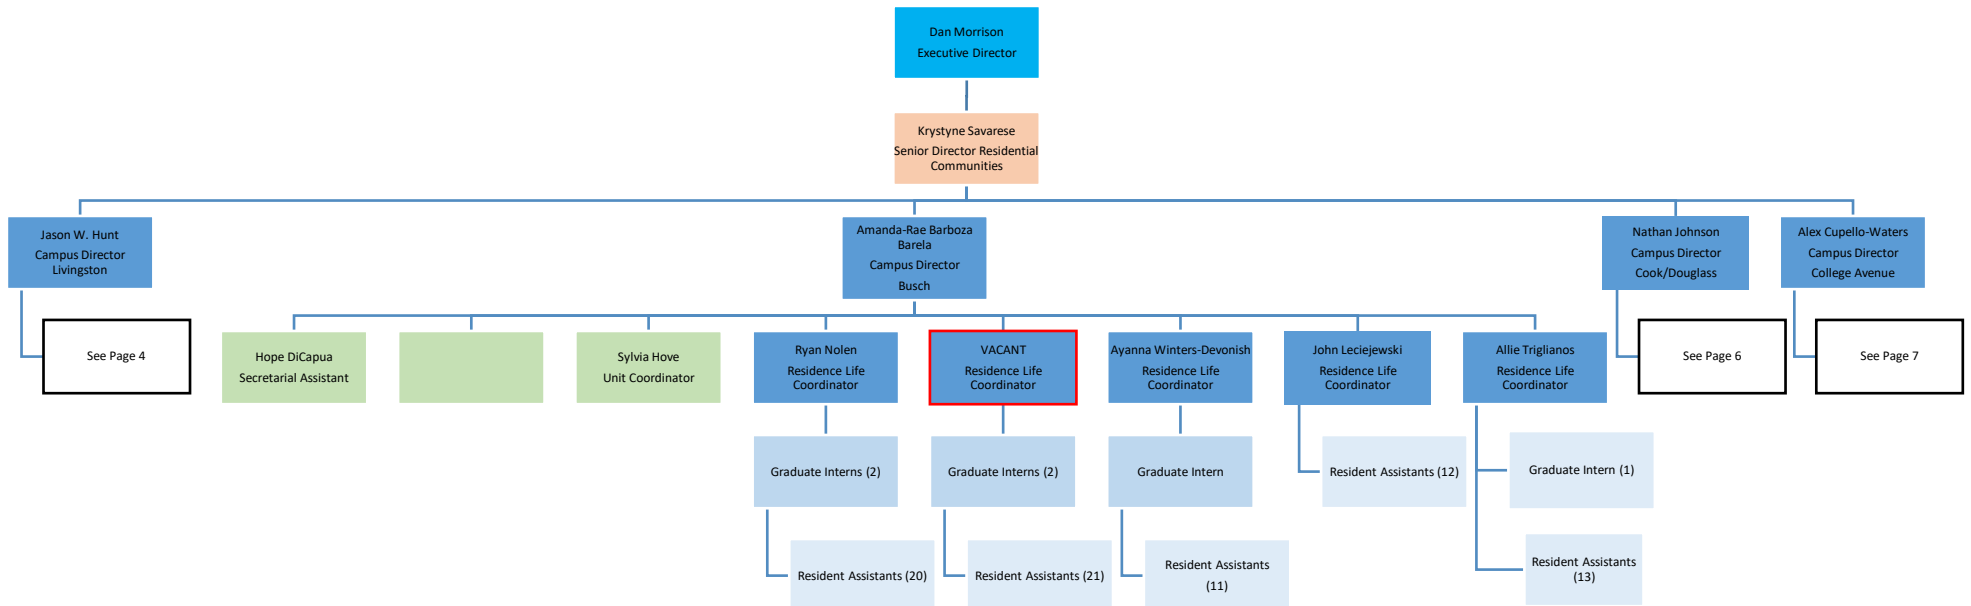 Dan Morrison
Executive Director
Krystyne Savarese
Senior Director Residential
Communities
Jason W. Hunt
Campus Director
Livingston
Amanda-Rae Barboza
Barela
Campus Director
Busch
Nathan Johnson
Campus Director
Cook/Douglass
Alex Cupello-Waters
Campus Director
College Avenue
See Page 4
Hope DiCapua
Secretarial Assistant
Sylvia Hove
Unit Coordinator
Ryan Nolen
Residence Life
Coordinator
VACANT
Residence Life
Coordinator
Ayanna Winters-Devonish
Residence Life
Coordinator
John Leciejewski
Residence Life
Coordinator
Allie Triglianos
Residence Life
Coordinator
See Page 6
See Page 7
Graduate Interns (2)
Graduate Interns (2)
Graduate Intern
Resident Assistants (12)
Graduate Intern (1)
Resident Assistants (20)
Resident Assistants (21)
Resident Assistants
(11)
Resident Assistants
(13)